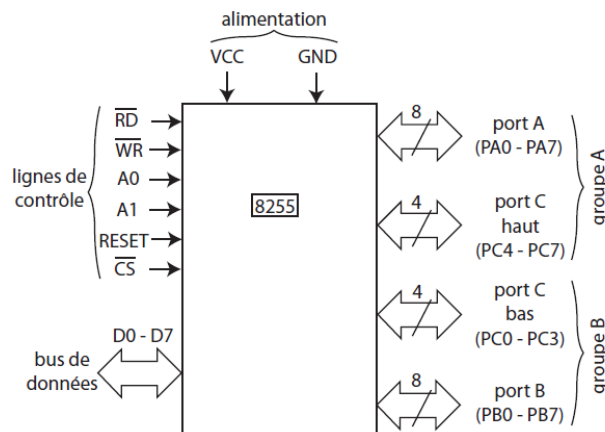 alimentation
VCC
GND
RD
WR
A0
A1
RESET
CS
lignes de
contrôle
D0 - D7
bus de
données
8255
8
port A
(PA0 - PA7)
4
port C
haut
(PC4 - PC7)
groupe A
4
port C
bas
(PC0 - PC3)
8
port B
(PB0 - PB7)
groupe B